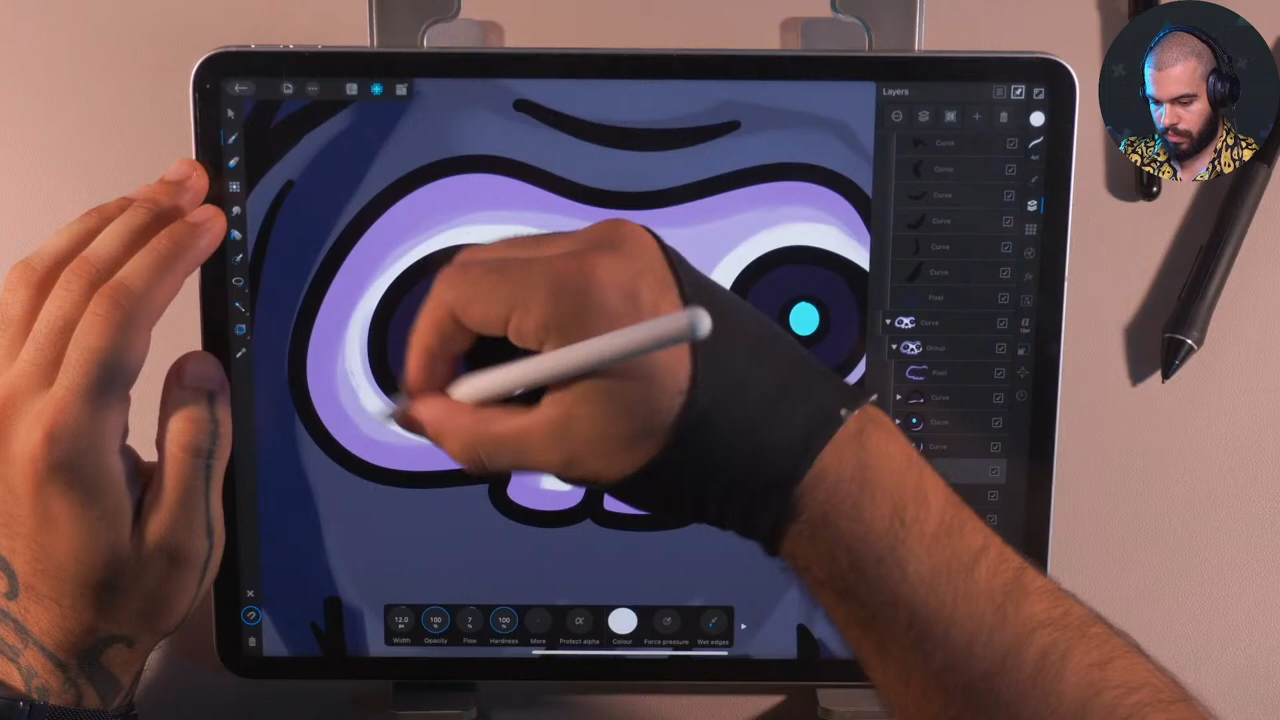 Layers
Curve
Curve
Curve
Curve
Curve
Curve
Pixel
Curve
Group
Pixel
Curve
Curve
Curve
12.0 px
100 %
7 %
100 %
Width
Opacity
Flow
Hardness
More
Protect alpha
Colour
Force pressure
Wet edges